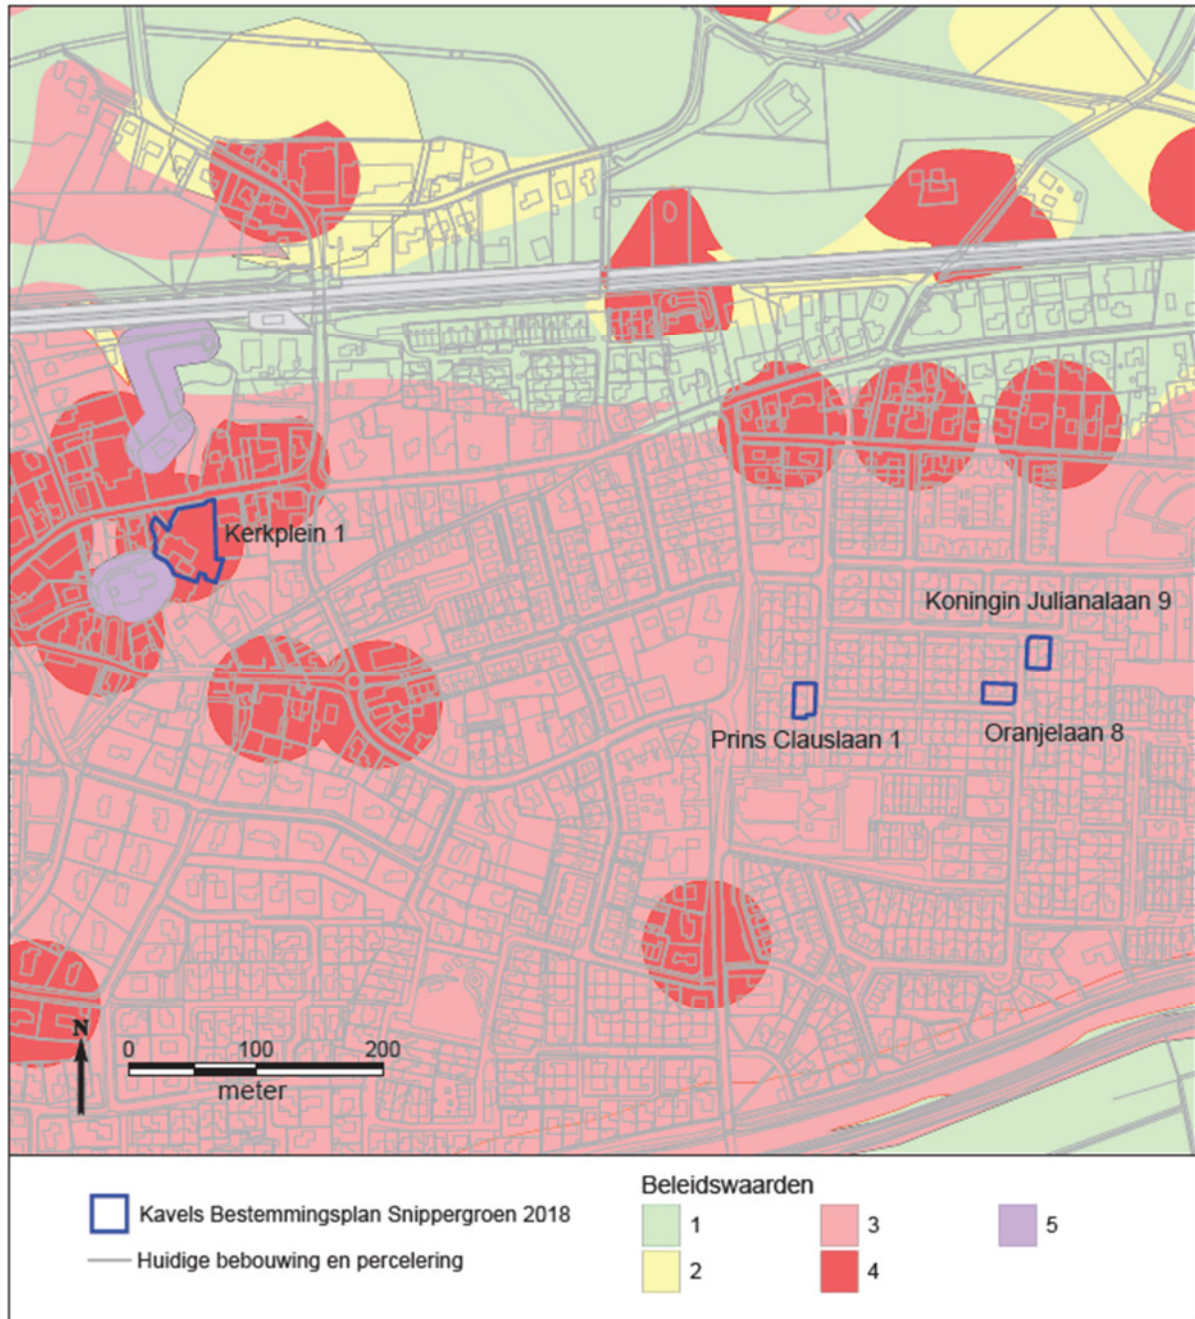 Kerkplein 1
Koningin Julianalaan 9
Prins Clauslaan 1
Oranjelaan 8
N
0 100 200
meter
Kavels Bestemmingsplan Snippergroen 2018
Huidige bebouwing en percelering
Beleidswaarden
1 3 5
2 4